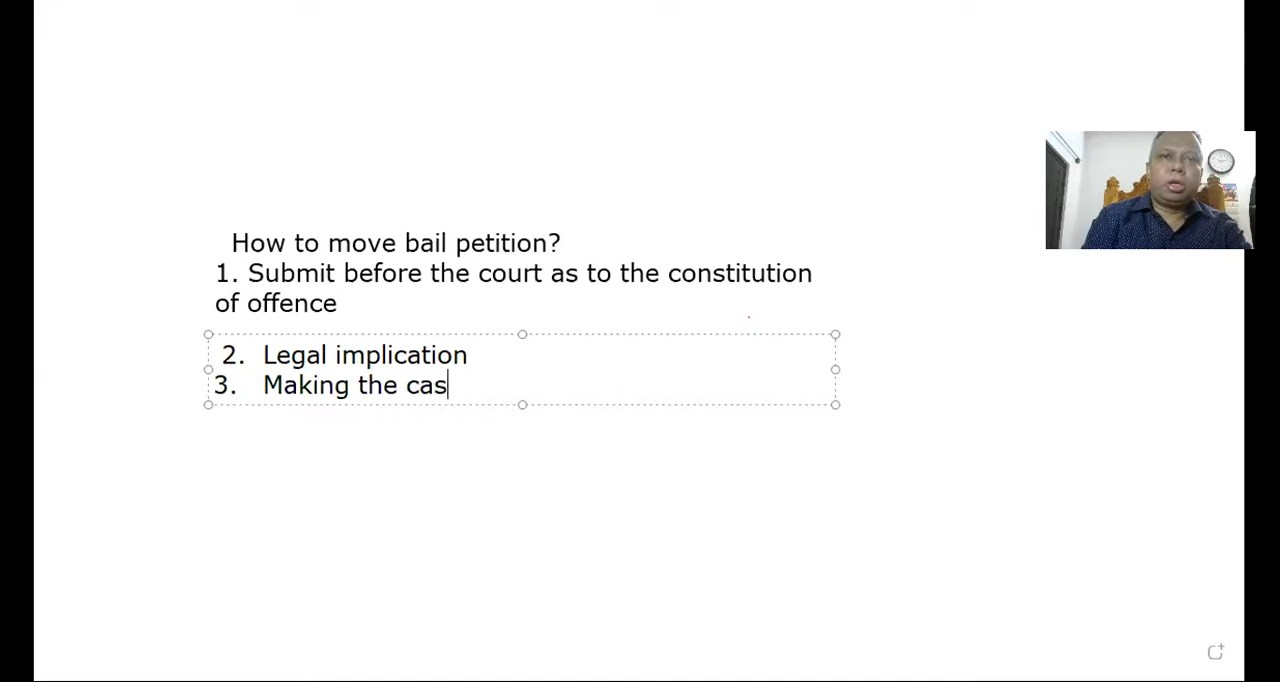 How to move bail petition?
1. Submit before the court as to the constitution
of offence
2. Legal implication
3. Making the cas